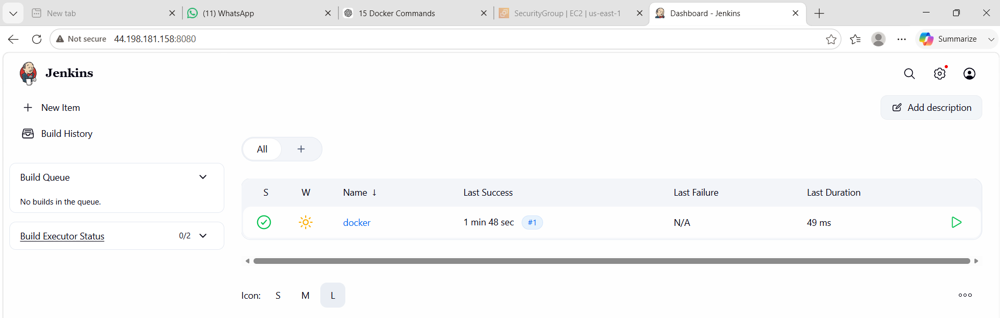 New tab
(11) WhatsApp
15 Docker Commands
SecurityGroup | EC2 | us-east-1
Dashboard - Jenkins
Not secure 44.198.181.158:8080
Summarize
Jenkins
New Item
Add description
Build History
All +
Build Queue
No builds in the queue.
Build Executor Status 0/2
S W Name ↓ Last Success Last Failure Last Duration
docker 1 min 48 sec #1 N/A 49 ms
Icon: S M L